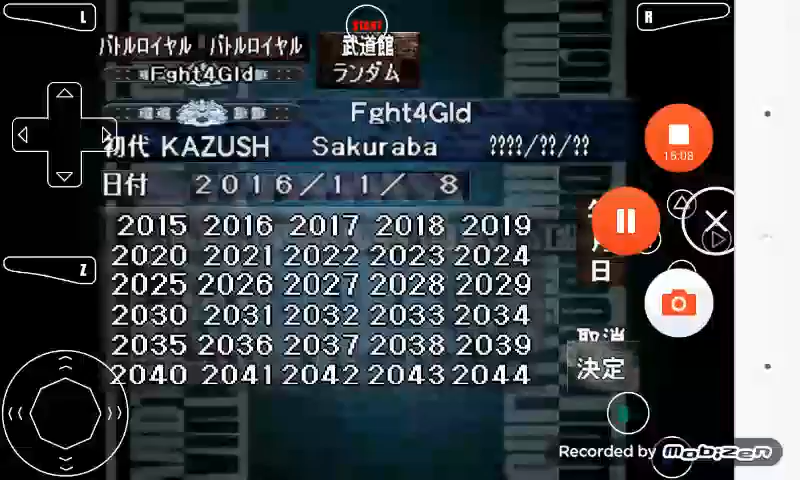 L
START
R
バトルロイヤル バトルロイヤル 武道館
Fght4Gld ランダム
Fght4Gld
初代 KAZUSH Sakuraba ????/??/??
15:08
日付 2016/11/ 8
2015 2016 2017 2018 2019
2020 2021 2022 2023 2024
2025 2026 2027 2028 2029
2030 2031 2032 2033 2034
2035 2036 2037 2038 2039
2040 2041 2042 2043 2044
日
取消
決定
Z
Recorded by Mobizen